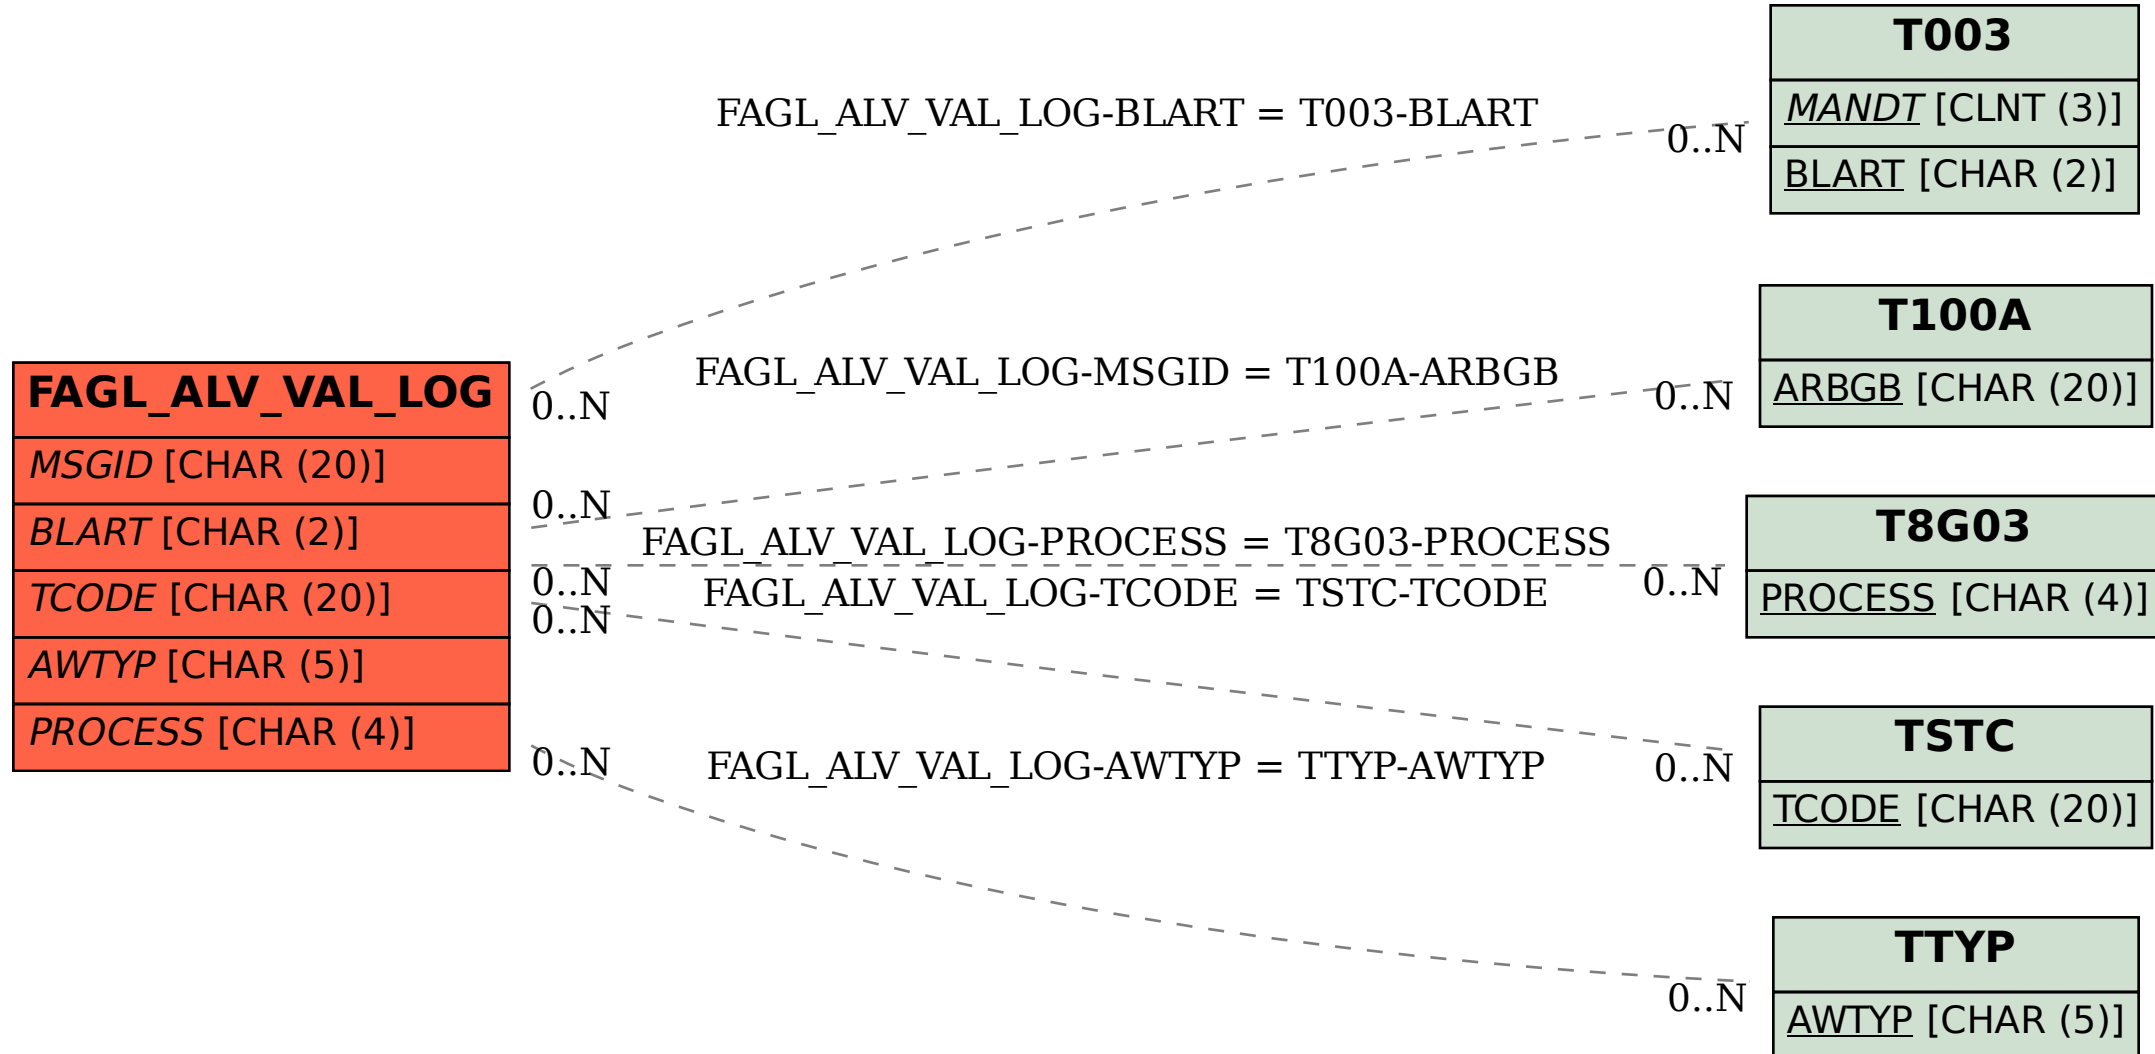 T003
MANDT [CLNT (3)]
BLART [CHAR (2)]
FAGL_ALV_VAL_LOG-BLART = T003-BLART
0..N
T100A
ARBGB [CHAR (20)]
FAGL_ALV_VAL_LOG-MSGID = T100A-ARBGB
0..N
FAGL_ALV_VAL_LOG
MSGID [CHAR (20)]
BLART [CHAR (2)]
TCODE [CHAR (20)]
AWTYP [CHAR (5)]
PROCESS [CHAR (4)]
0..N
0..N
0..N
0..N
0..N
FAGL_ALV_VAL_LOG-PROCESS = T8G03-PROCESS
0..N
T8G03
PROCESS [CHAR (4)]
FAGL_ALV_VAL_LOG-TCODE = TSTC-TCODE
0..N
TSTC
TCODE [CHAR (20)]
FAGL_ALV_VAL_LOG-AWTYP = TTYP-AWTYP
0..N
TTYP
AWTYP [CHAR (5)]